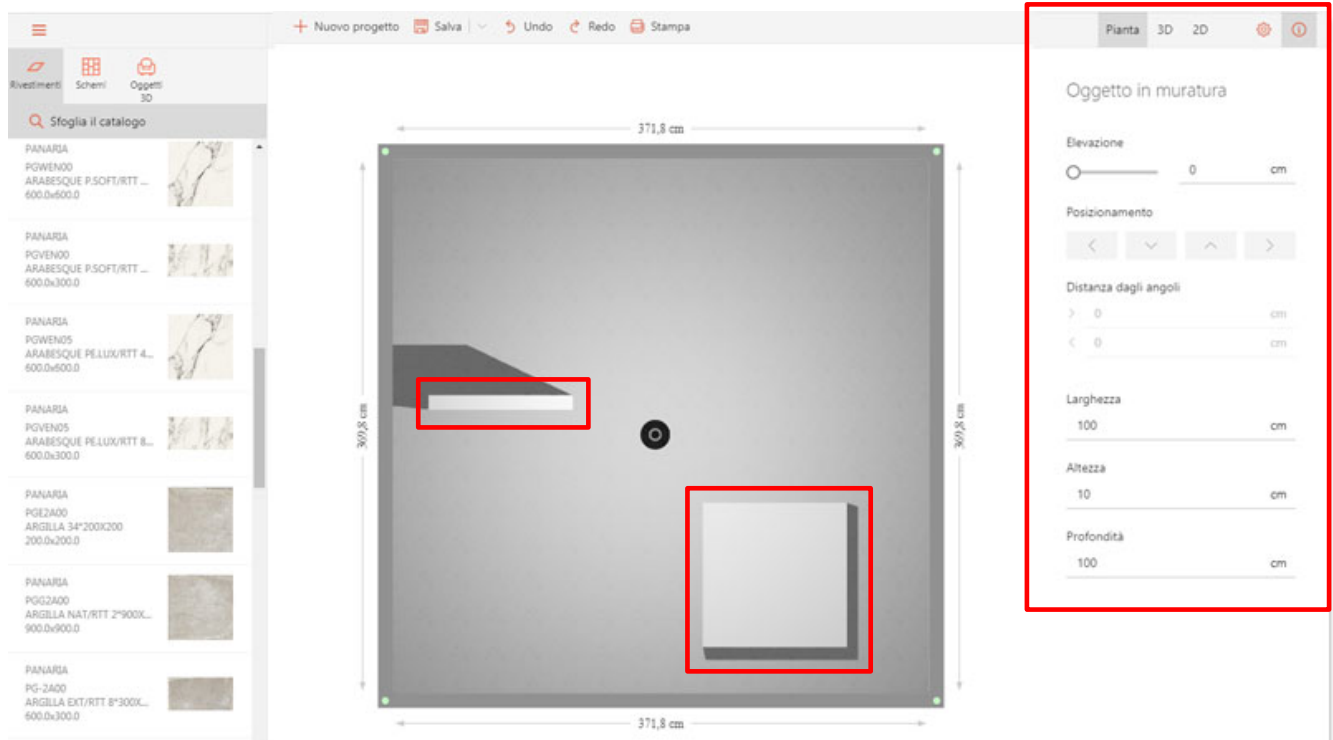 Nuovo progetto Salva Undo Redo Stampa
Pianta 3D 2D
Rivestimenti Schemi Oggetti
3D
Sfoglia il catalogo
PANARIA
PGWEN00
ARABESQUE P.SOFT/RTT ...
600.0x600.0
PANARIA
PGVEN00
ARABESQUE P.SOFT/RTT ...
600.0x300.0
PANARIA
PGWEN05
ARABESQUE PE.LUX/RTT 4...
600.0x600.0
PANARIA
PGVEN05
ARABESQUE PE.LUX/RTT 8...
600.0x300.0
PANARIA
PGE2A00
ARGILLA 34*200X200
200.0x200.0
PANARIA
PGG2A00
ARGILLA NAT/RTT 2*900X...
900.0x900.0
PANARIA
PG-2A00
ARGILLA EXT/RTT 8*300X...
600.0x300.0
371,8 cm
369,8 cm
369,8 cm
371,8 cm
Oggetto in muratura
Elevazione
0 cm
Posizionamento
Distanza dagli angoli
> 0 cm
< 0 cm
Larghezza
100 cm
Altezza
10 cm
Profondità
100 cm